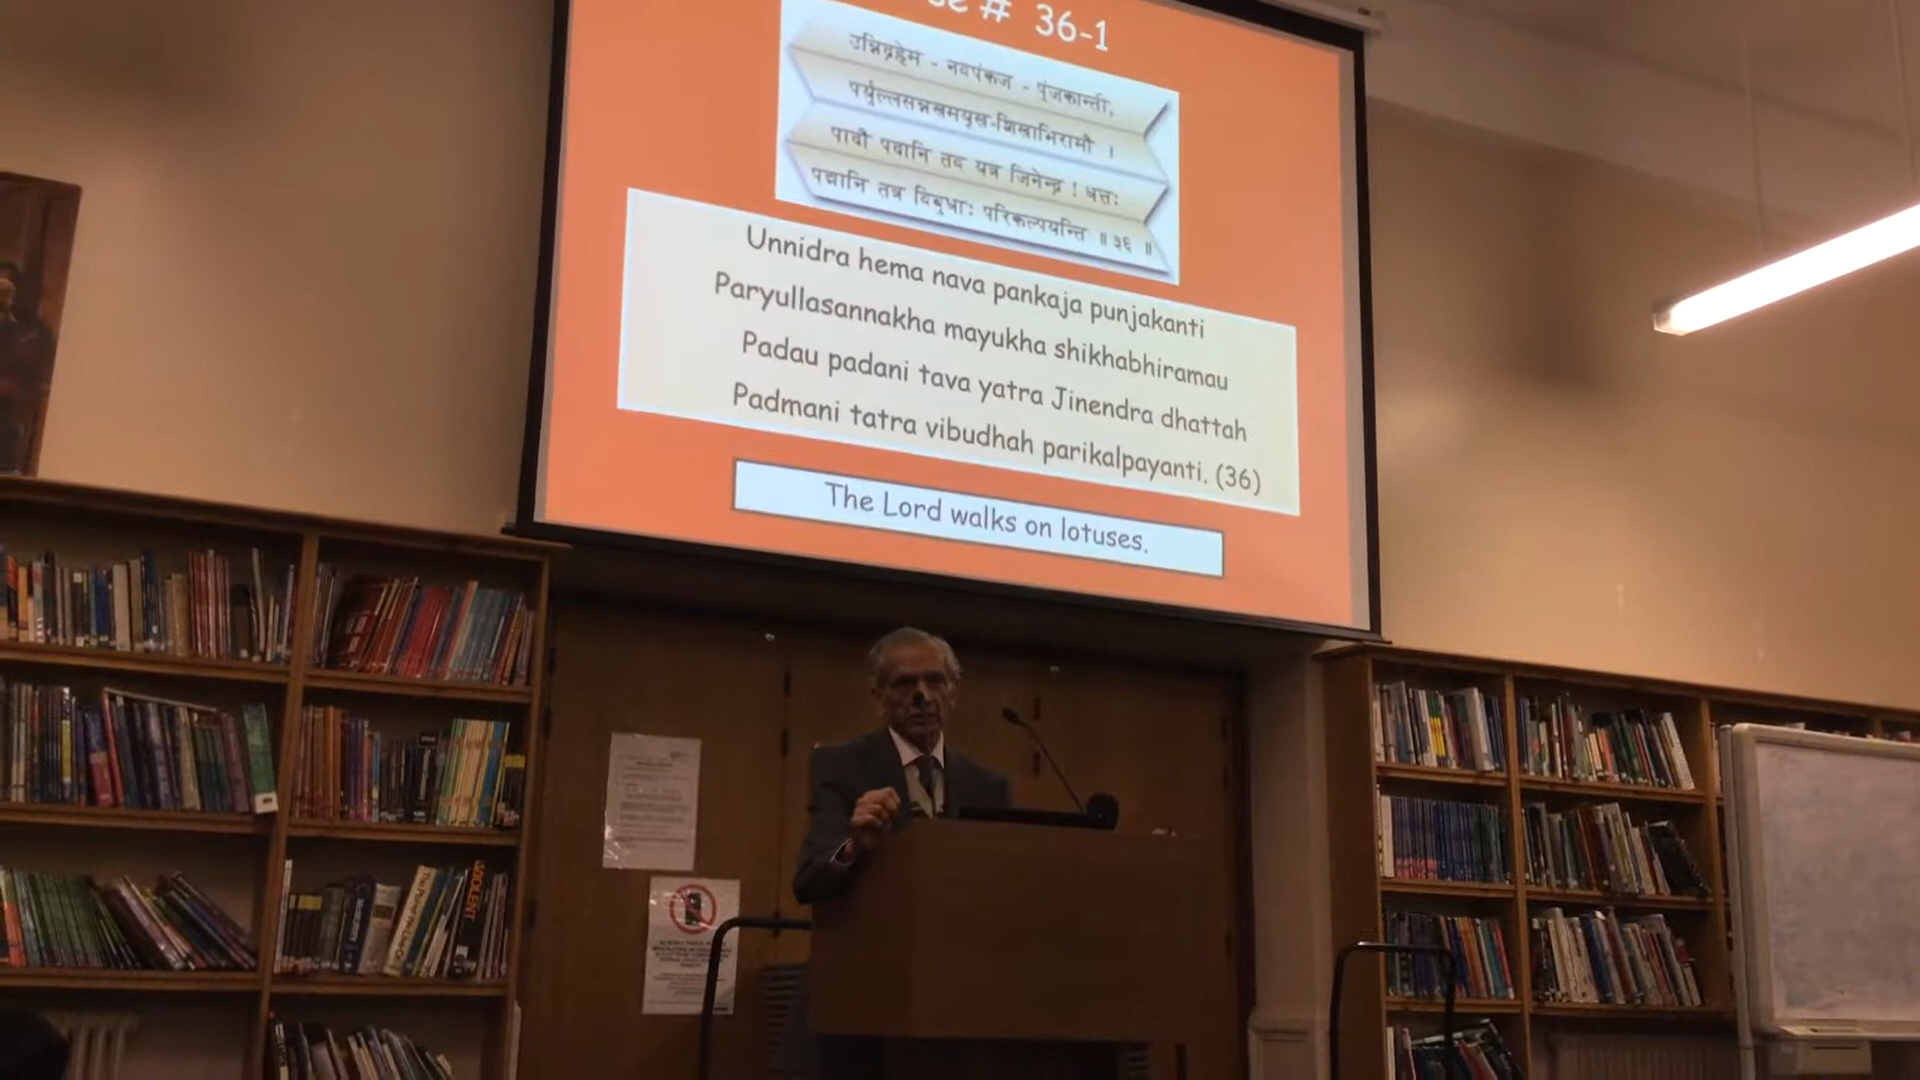 se # 36-1
उन्निद्रहेम - नवपंकज - पुंजकान्ती,
पर्युल्लसन्नखमयूख-शिखाभिरामौ ।
पादौ पदानि तव यत्र जिनेन्द्र ! धत्तः
पद्मानि तत्र विबुधाः परिकल्पयन्ति ॥ ३६ ॥
Unnidra hema nava pankaja punjakanti
Paryullasannakha mayukha shikhabhiramau
Padau padani tava yatra Jinendra dhattah
Padmani tatra vibudhah parikalpayanti. (36)
The Lord walks on lotuses.